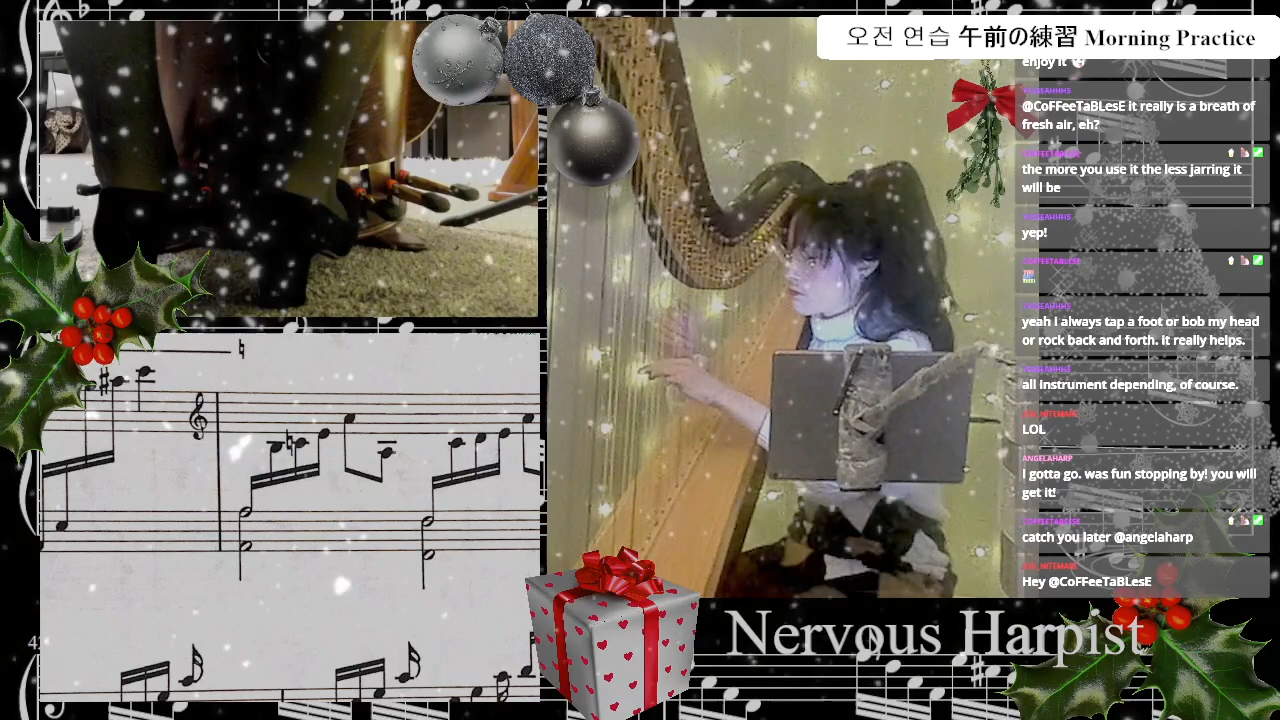 오전 연습 午前の練習 Morning Practice
enjoy it
@CoFFeeTaBLesE it really is a breath of
fresh air, eh?
COFFEETABLESE
the more you use it the less jarring it
will be
yep!
COFFEETABLESE
yeah i always tap a foot or bob my head
or rock back and forth. it really helps.
all instrument depending, of course.
LOL
ANGELAHARP
I gotta go. was fun stopping by! you will
get it!
COFFEETABLESE
catch you later @angelaharp
Hey @CoFFeeTaBLesE
Nervous Harpist